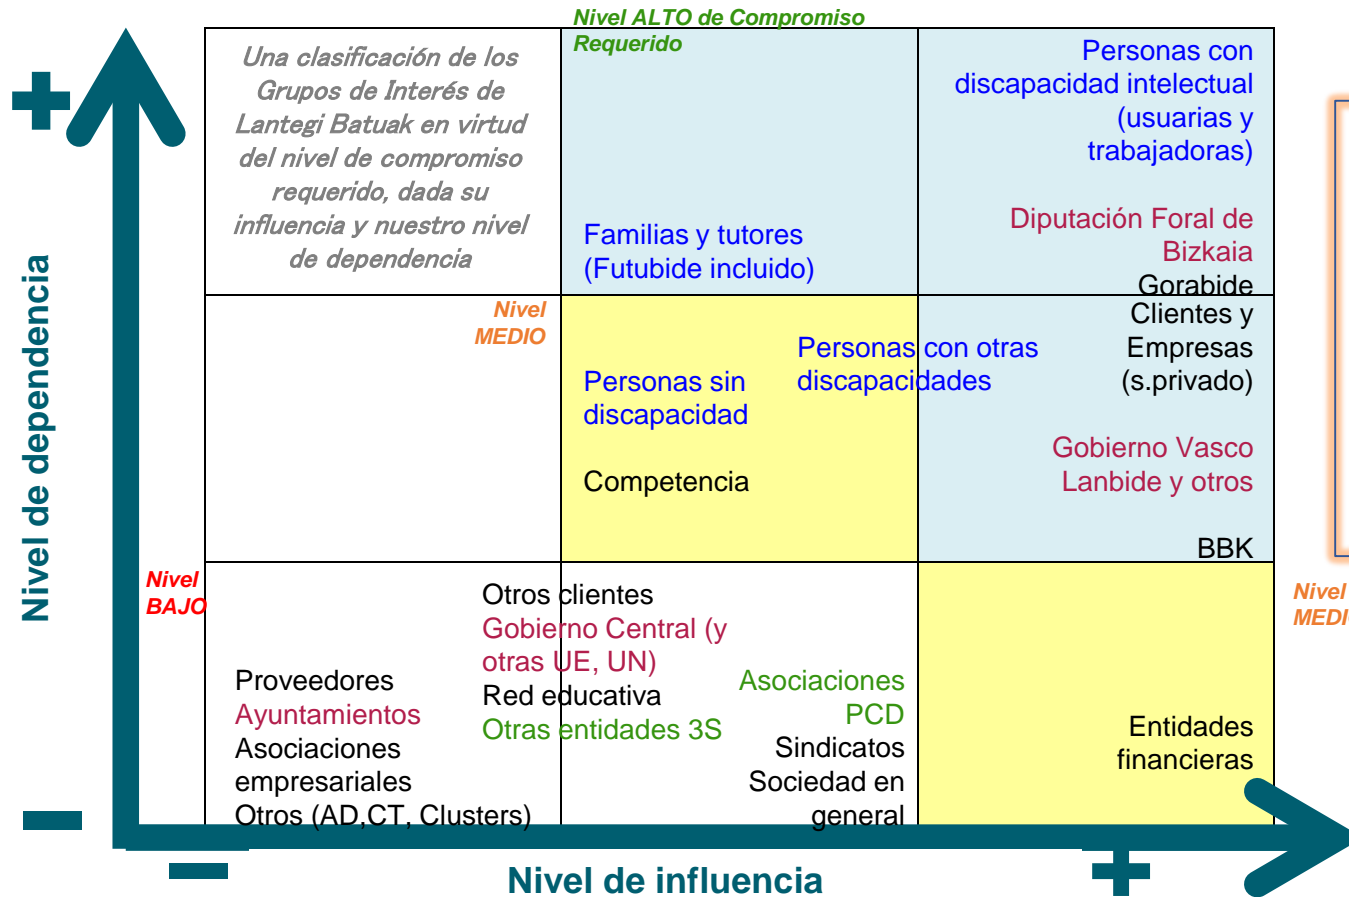 Nivel ALTO de Compromiso
Requerido
Una clasificación de los
Grupos de Interés de
Lantegi Batuak en virtud
del nivel de compromiso
requerido, dada su
influencia y nuestro nivel
de dependencia
Familias y tutores
(Futubide incluido)
Personas con
discapacidad intelectual
(usuarias y
trabajadoras)
Diputación Foral de
Bizkaia
Gorabide
Nivel de dependencia
Nivel
MEDIO
Personas sin
discapacidad
Competencia
Personas con otras
discapacidades
Clientes y
Empresas
(s.privado)
Gobierno Vasco
Lanbide y otros
BBK
Nivel
BAJO
Proveedores
Ayuntamientos
Asociaciones
empresariales
Otros (AD,CT, Clusters)
Otros clientes
Gobierno Central (y
otras UE, UN)
Red educativa
Otras entidades 3S
Asociaciones
PCD
Sindicatos
Sociedad en
general
Entidades
financieras
Nivel
MEDIO
Nivel de influencia